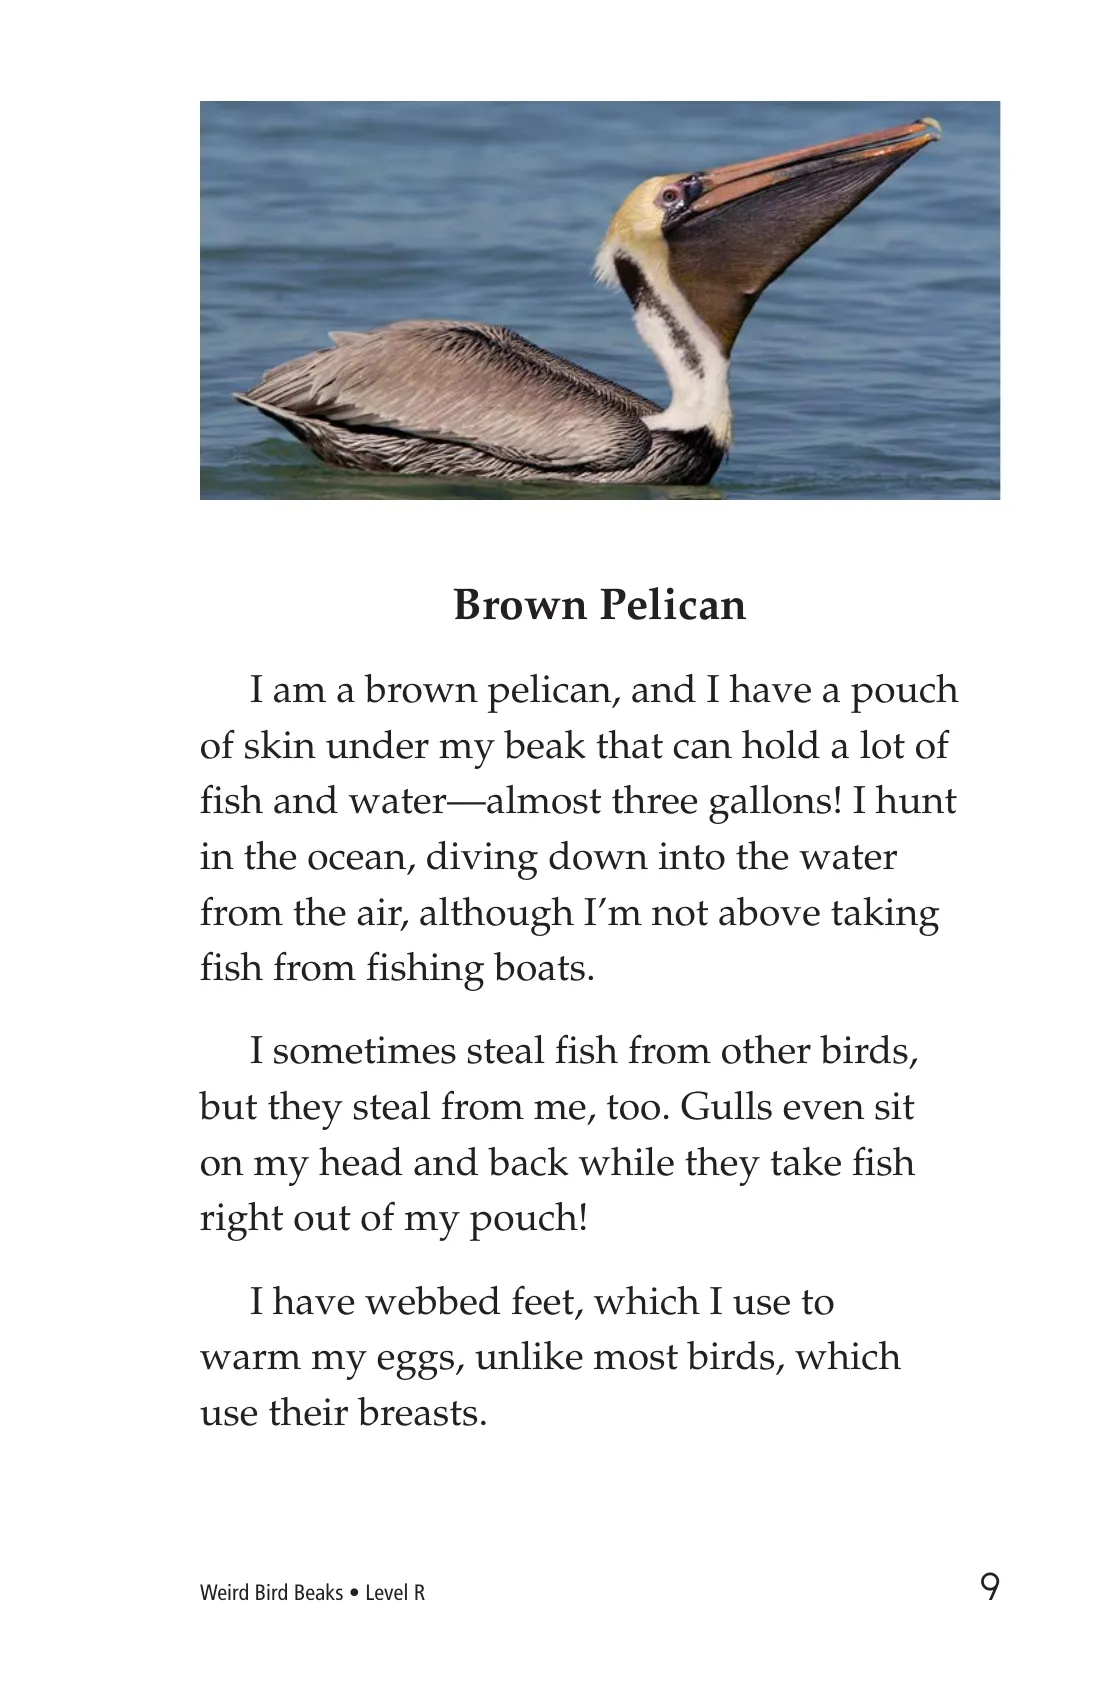 Brown Pelican
I am a brown pelican, and I have a pouch
of skin under my beak that can hold a lot of
fish and water—almost three gallons! I hunt
in the ocean, diving down into the water
from the air, although I’m not above taking
fish from fishing boats.
I sometimes steal fish from other birds,
but they steal from me, too. Gulls even sit
on my head and back while they take fish
right out of my pouch!
I have webbed feet, which I use to
warm my eggs, unlike most birds, which
use their breasts.
Weird Bird Beaks • Level R
9